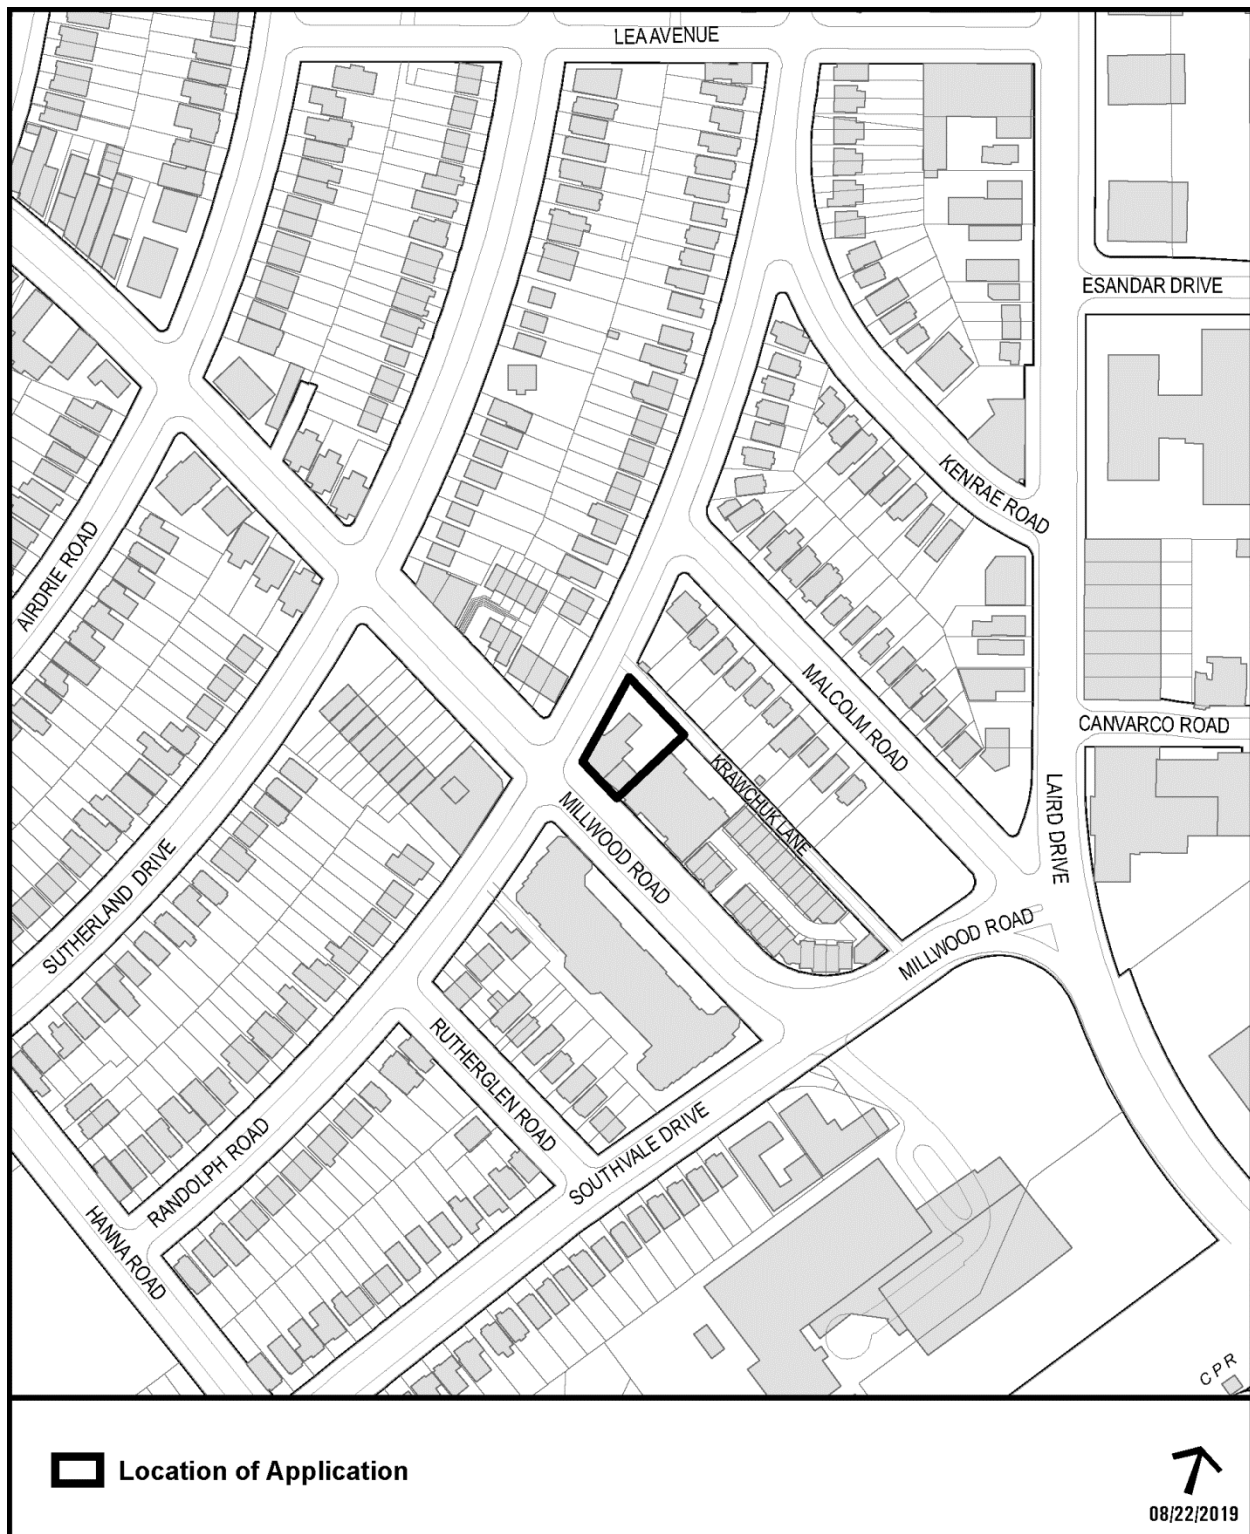 LEA AVENUE
ESANDAR DRIVE
KENRAE ROAD
AIRDRIE ROAD
MALCOLM ROAD
CANVARCO ROAD
KRAWCHUK LANE
LAIRD DRIVE
MILLWOOD ROAD
SUTHERLAND DRIVE
MILLWOOD ROAD
RUTHERGLEN ROAD
RANDOLPH ROAD
SOUTHVALE DRIVE
HANNA ROAD
CPR
Location of Application
08/22/2019